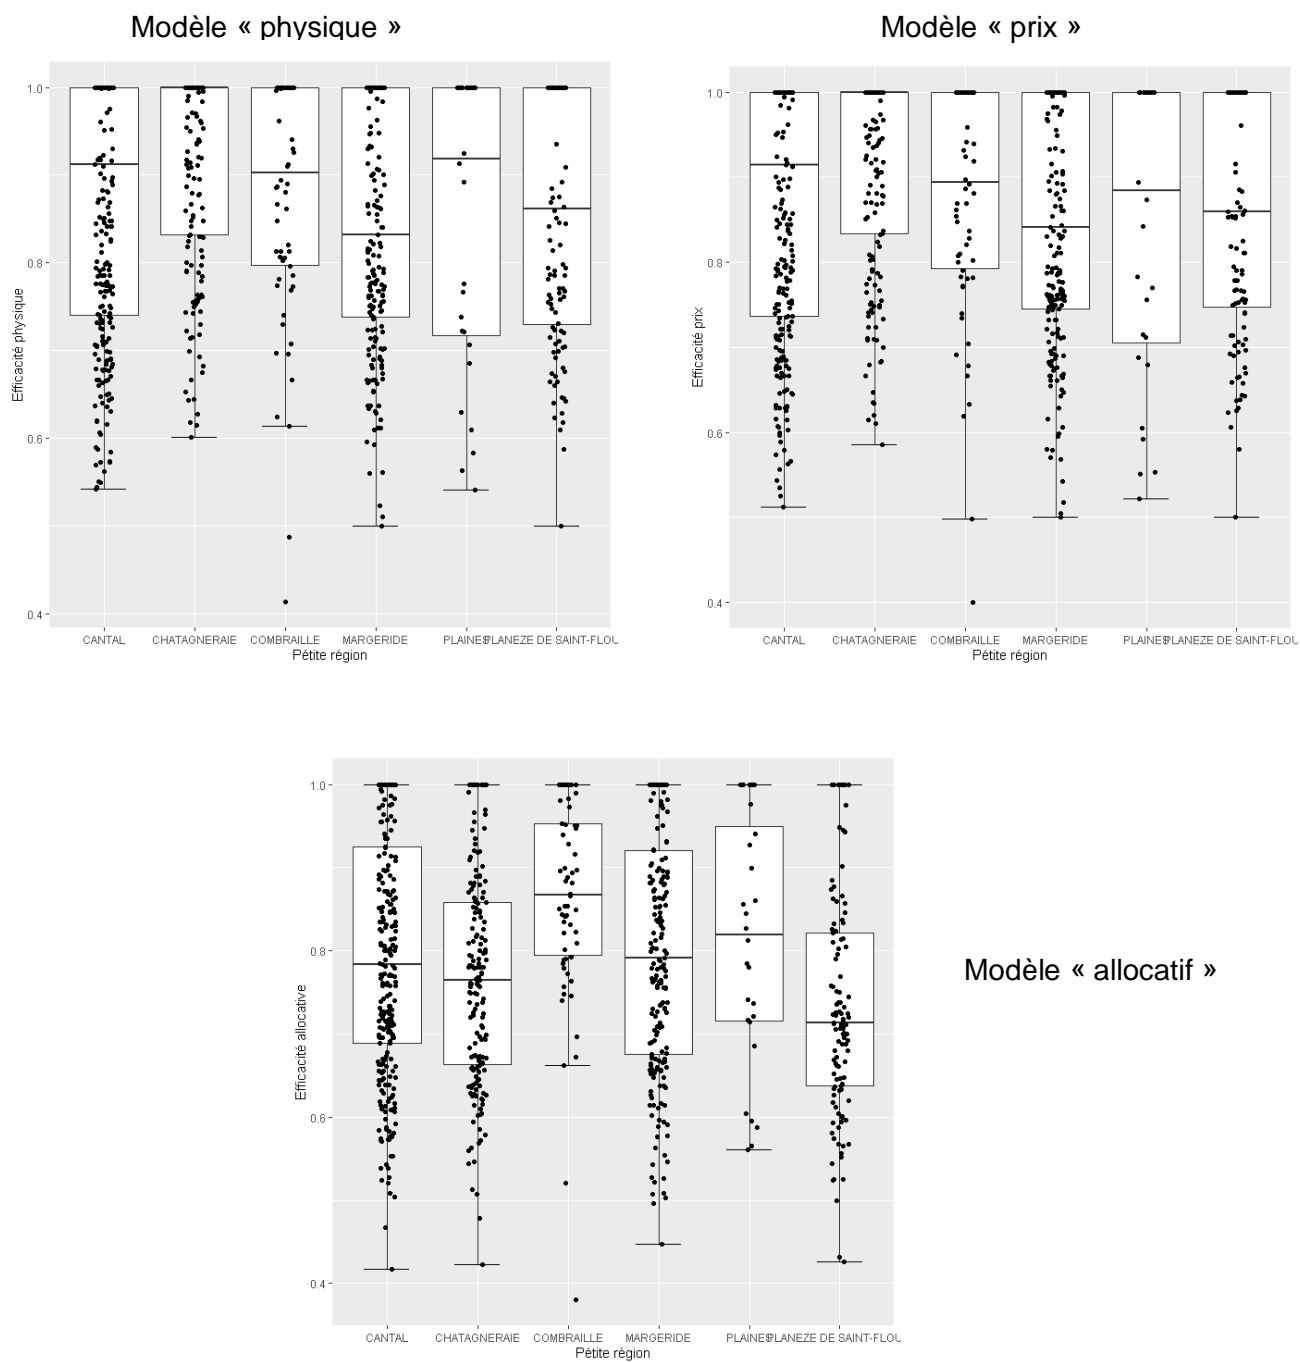 Modèle « physique »
Modèle « prix »
1.0
0.8
0.6
0.4
Efficacité physique
CANTAL CHATAGNERAIE COMBRAILLE MARGERIDE PLAINES PLANEZE DE SAINT-FLOU
Pétite région
1.0
0.8
0.6
0.4
Efficacité prix
CANTAL CHATAGNERAIE COMBRAILLE MARGERIDE PLAINES PLANEZE DE SAINT-FLOU
Pétite région
1.0
0.8
0.6
0.4
Efficacité allocative
CANTAL CHATAGNERAIE COMBRAILLE MARGERIDE PLAINES PLANEZE DE SAINT-FLOU
Pétite région
Modèle « allocatif »